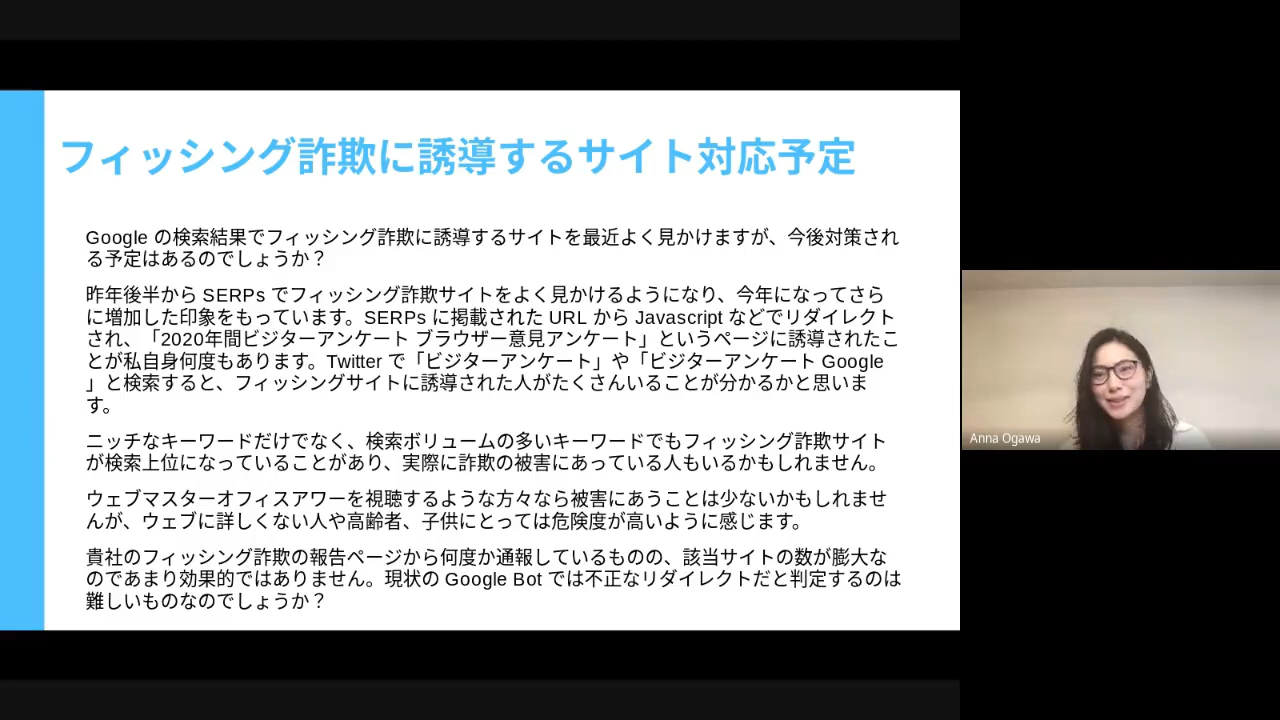 フィッシング詐欺に誘導するサイト対応予定
Google の検索結果でフィッシング詐欺に誘導するサイトを最近よく見かけますが、今後対策され
る予定はあるのでしょうか？
昨年後半から SERPs でフィッシング詐欺サイトをよく見かけるようになり、今年になってさら
に増加した印象をもっています。SERPs に掲載された URL から Javascript などでリダイレクト
され、「2020年間ビジターアンケート ブラウザー意見アンケート」というページに誘導されたこ
とが私自身何度もあります。Twitter で「ビジターアンケート」や「ビジターアンケート Google
」と検索すると、フィッシングサイトに誘導された人がたくさんいることが分かるかと思いま
す。
ニッチなキーワードだけでなく、検索ボリュームの多いキーワードでもフィッシング詐欺サイト
が検索上位になっていることがあり、実際に詐欺の被害にあっている人もいるかもしれません。
ウェブマスターオフィスアワーを視聴するような方々なら被害にあうことは少ないかもしれませ
んが、ウェブに詳しくない人や高齢者、子供にとっては危険度が高いように感じます。
貴社のフィッシング詐欺の報告ページから何度か通報しているものの、該当サイトの数が膨大な
のであまり効果的ではありません。現状の Google Bot では不正なリダイレクトだと判定するのは
難しいものなのでしょうか？
Anna Ogawa